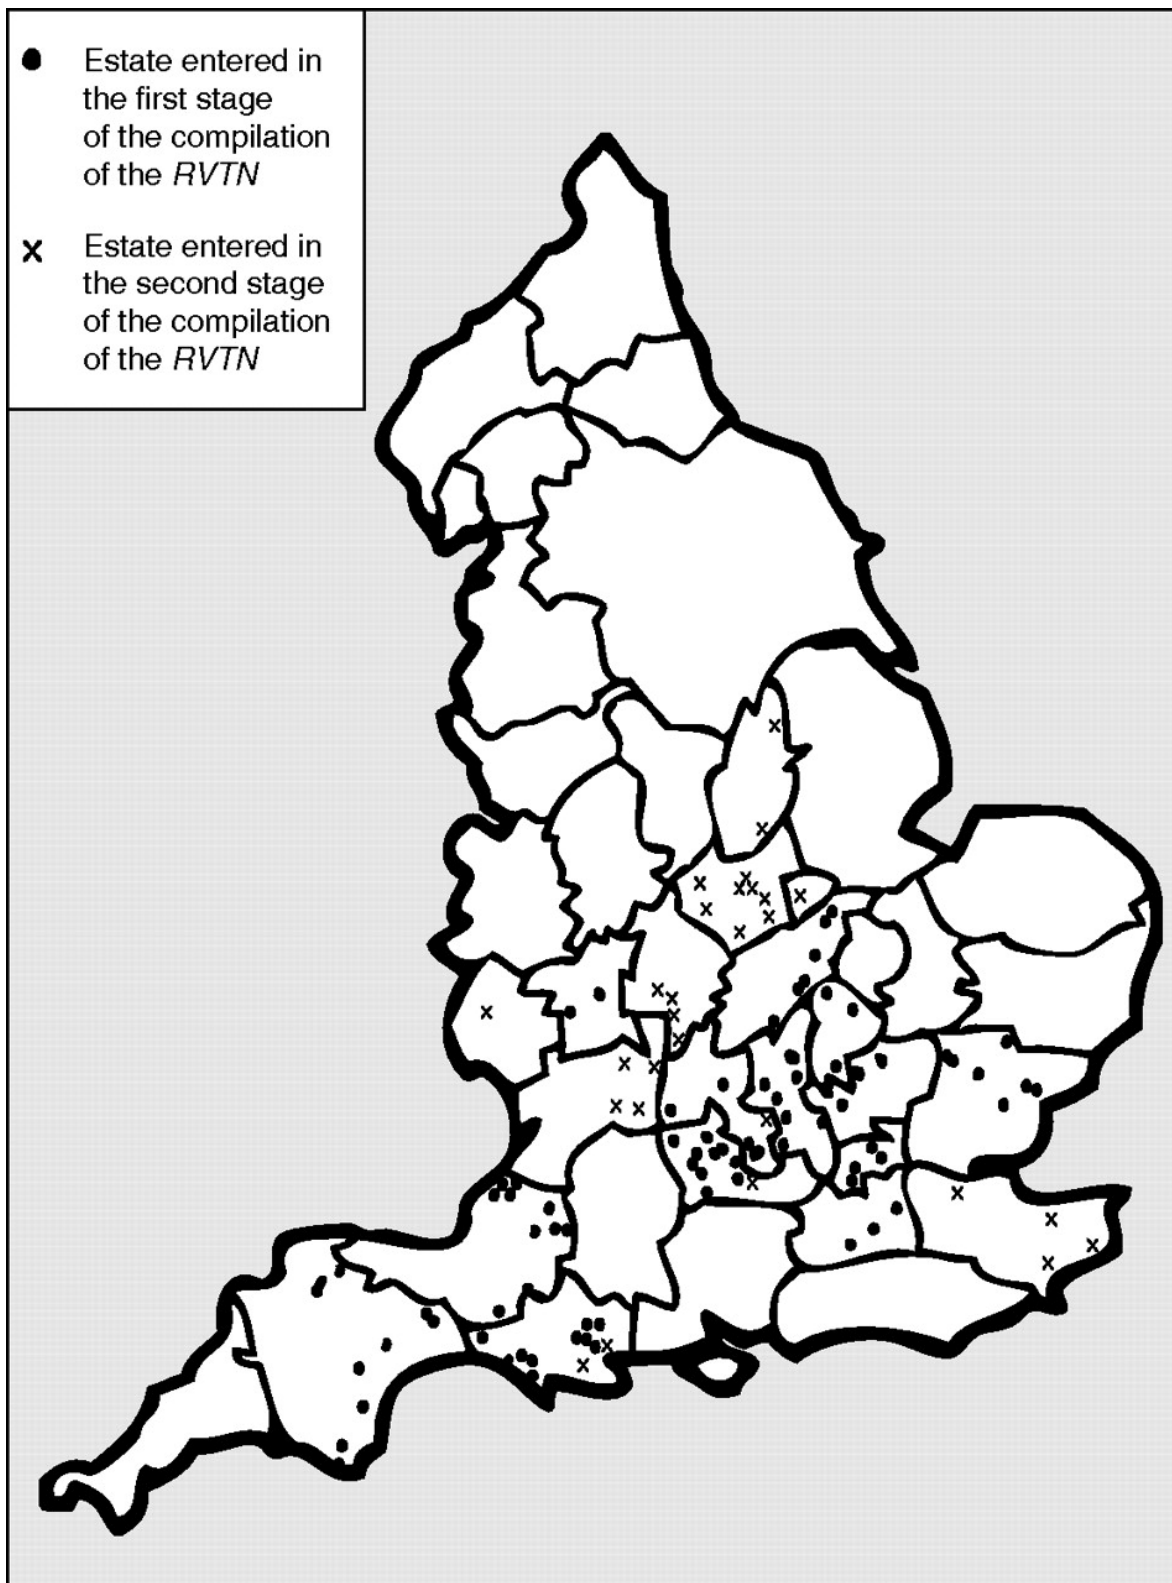 Estate entered in
the first stage
of the compilation
of the RVTN
Estate entered in
the second stage
of the compilation
of the RVTN